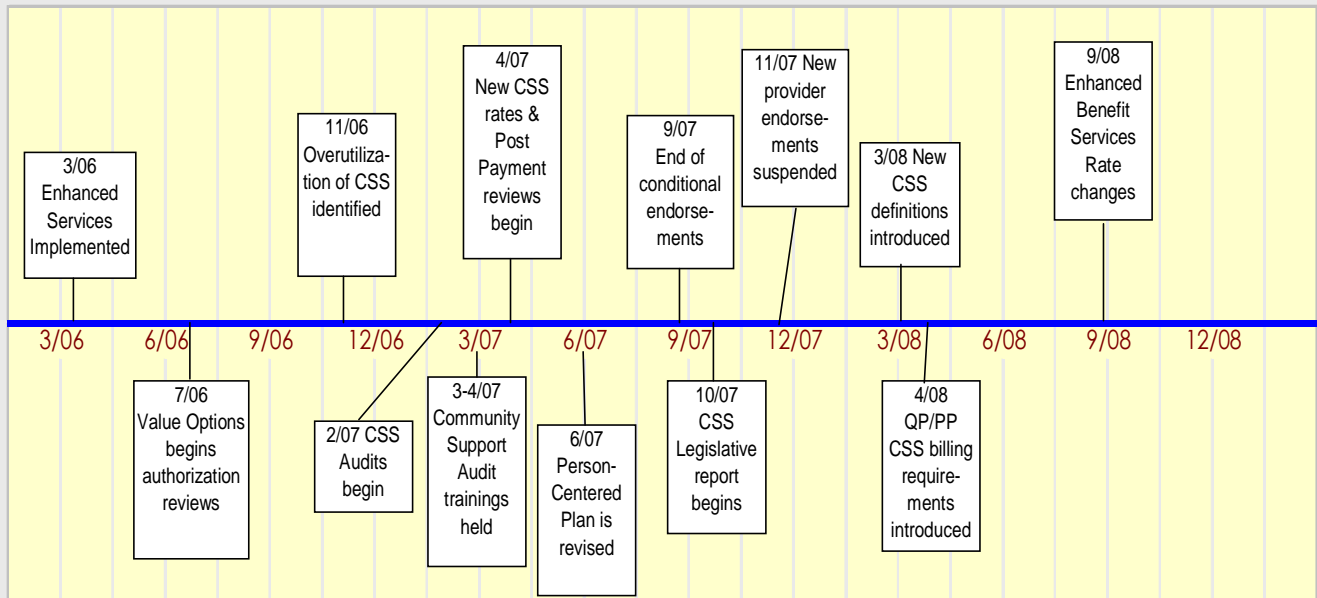 3/06
Enhanced
Services
Implemented
11/06
Overutiliza-
tion of CSS
identified
4/07
New CSS
rates &
Post
Payment
reviews
begin
9/07
End of
conditional
endorse-
ments
11/07 New
provider
endorse-
ments
suspended
3/08 New
CSS
definitions
introduced
9/08
Enhanced
Benefit
Services
Rate
changes
3/06
6/06
9/06
12/06
3/07
6/07
9/07
12/07
3/08
6/08
9/08
12/08
7/06
Value Options
begins
authorization
reviews
2/07 CSS
Audits
begin
3-4/07
Community
Support
Audit
trainings
held
6/07
Person-
Centered
Plan is
revised
10/07
CSS
Legislative
report
begins
4/08
QP/PP
CSS billing
require-
ments
introduced